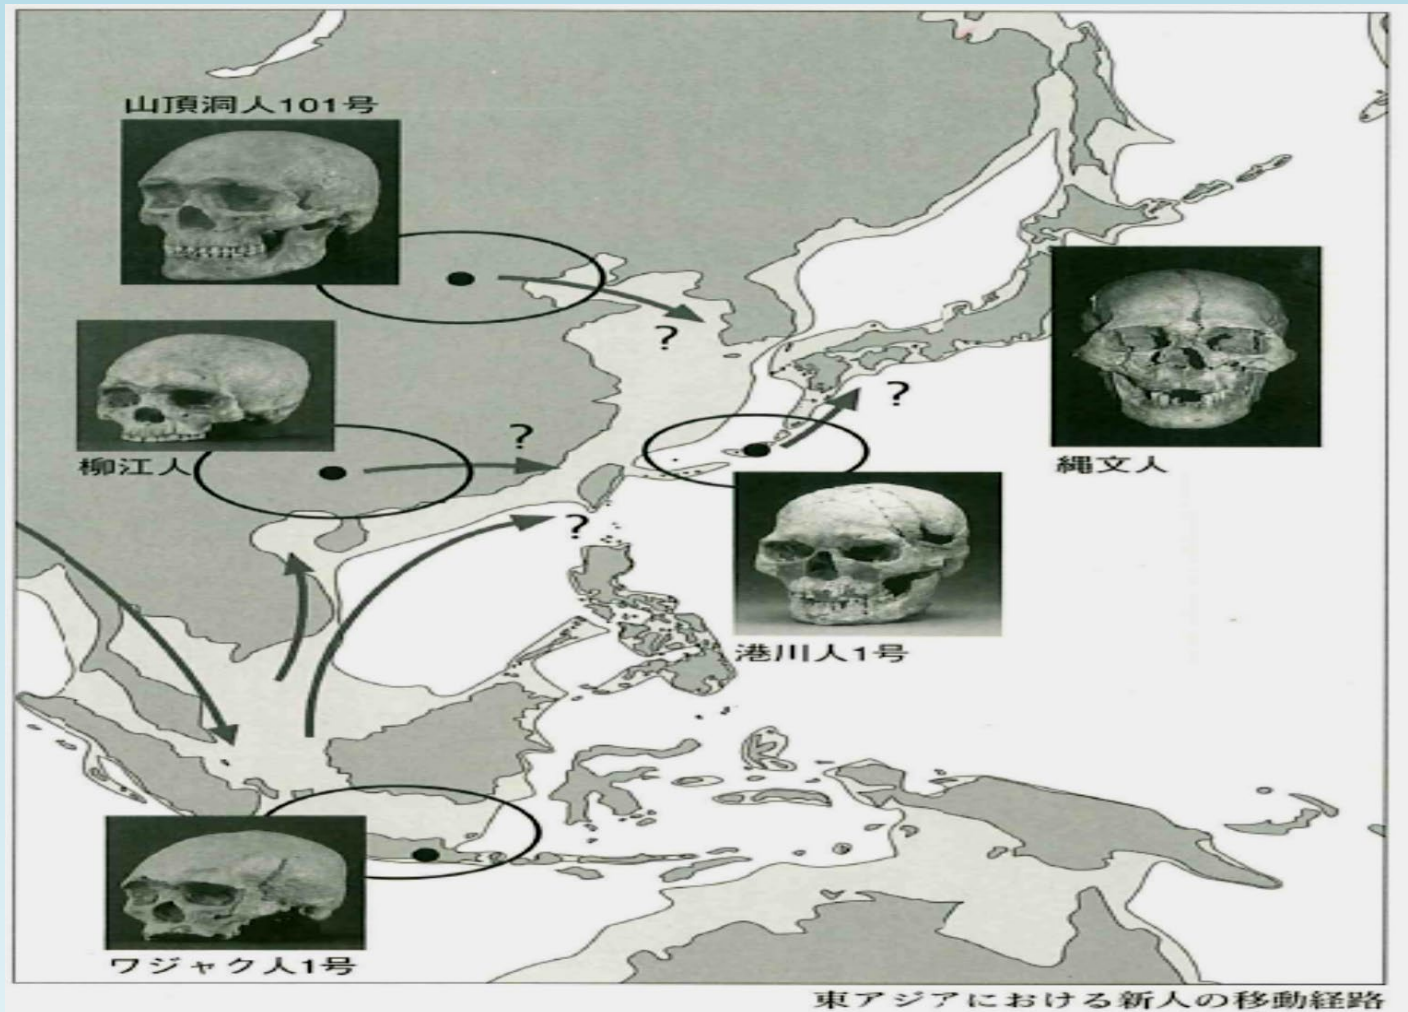 山頂洞人101号
?
柳江人
?
?
?
縄文人
港川人1号
ワジャク人1号
東アジアにおける新人の移動経路